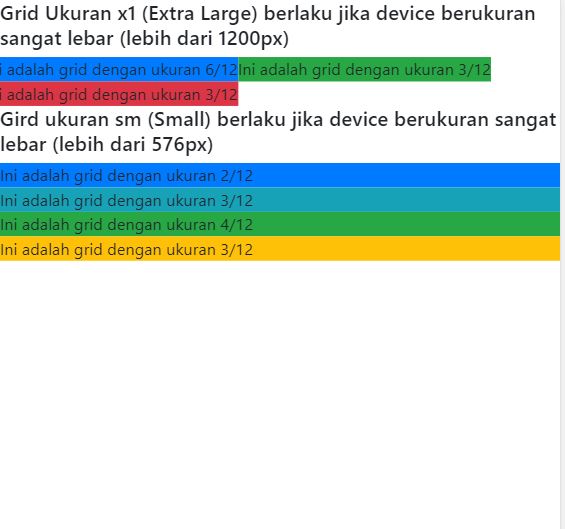 Grid Ukuran x1 (Extra Large) berlaku jika device berukuran
sangat lebar (lebih dari 1200px)
i adalah grid dengan ukuran 6/12Ini adalah grid dengan ukuran 3/12
i adalah grid dengan ukuran 3/12
Gird ukuran sm (Small) berlaku jika device berukuran sangat
lebar (lebih dari 576px)
Ini adalah grid dengan ukuran 2/12
Ini adalah grid dengan ukuran 3/12
Ini adalah grid dengan ukuran 4/12
Ini adalah grid dengan ukuran 3/12